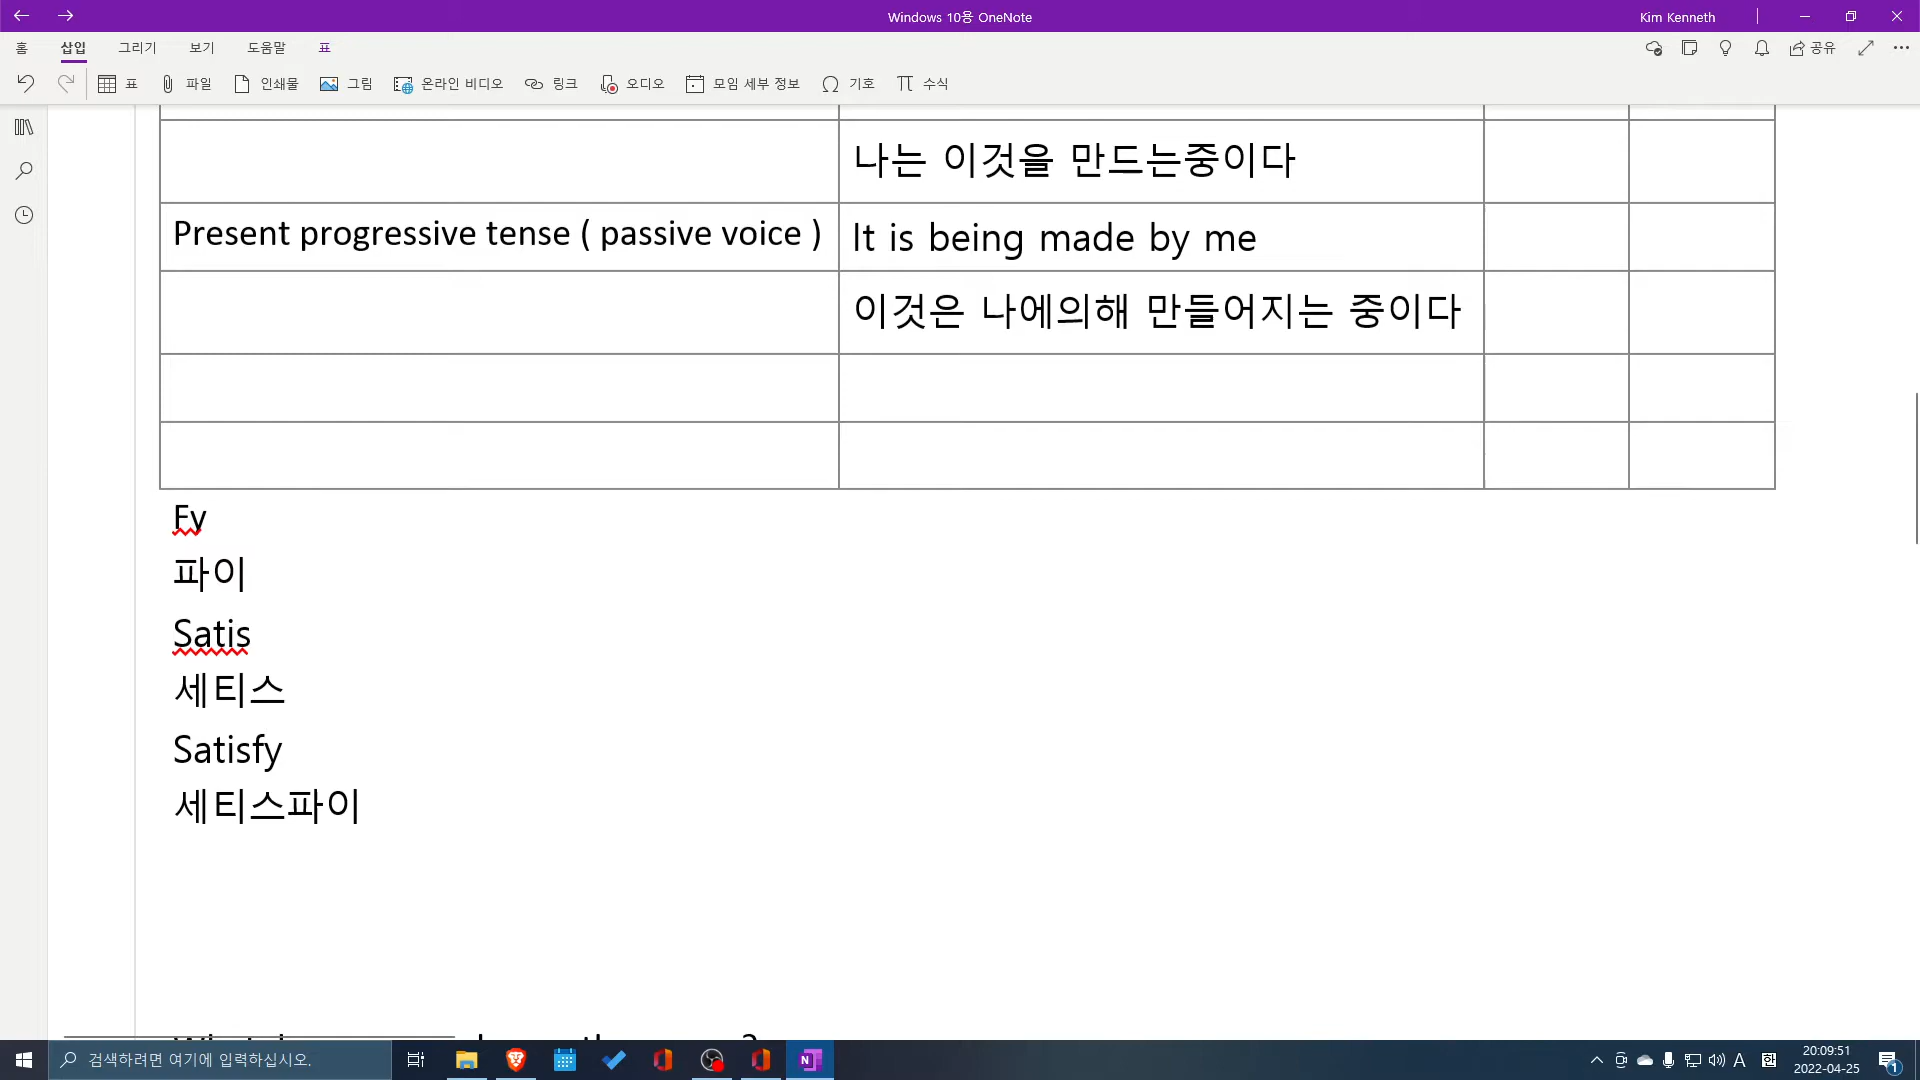 Windows 10용 OneNote
Kim Kenneth
홈 삽입 그리기 보기 도움말 표
공유
표 파일 인쇄물 그림 온라인 비디오 링크 오디오 모임 세부 정보 기호 수식
나는 이것을 만드는중이다
Present progressive tense ( passive voice ) It is being made by me
이것은 나에의해 만들어지는 중이다
Fy
파이
Satis
세티스
Satisfy
세티스파이
검색하려면 여기에 입력하십시오.
A 한
20:09:51
2022-04-25
1